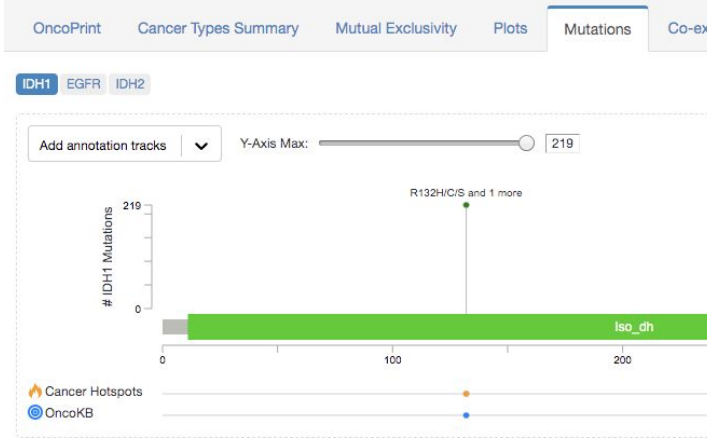 OncoPrint Cancer Types Summary Mutual Exclusivity Plots Mutations Co-ex
IDH1 EGFR IDH2
Add annotation tracks Y-Axis Max: 219
R132H/C/S and 1 more
219
# IDH1 Mutations
0
Iso_dh
0 100 200
Cancer Hotspots
OncoKB